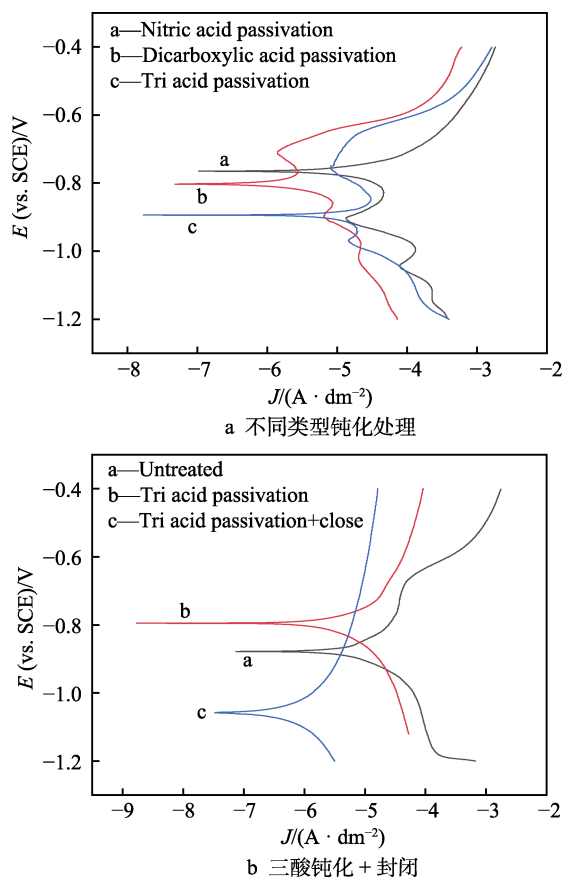 a—Nitric acid passivation
b—Dicarboxylic acid passivation
c—Tri acid passivation
−0.4
−0.6
−0.8
−1.0
−1.2
E (vs. SCE)/V
a
b
c
−8 −7 −6 −5 −4 −3 −2
J/(A · dm⁻²)
a 不同类型钝化处理
a—Untreated
b—Tri acid passivation
c—Tri acid passivation+close
−0.4
−0.6
−0.8
−1.0
−1.2
E (vs. SCE)/V
b
a
c
−9 −8 −7 −6 −5 −4 −3 −2
J/(A · dm⁻²)
b 三酸钝化 + 封闭